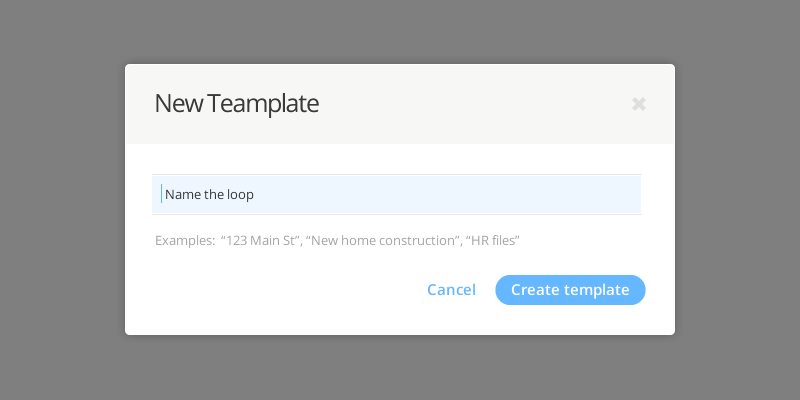 New Teamplate
Name the loop
Examples: “123 Main St”, “New home construction”, “HR files”
Cancel Create template